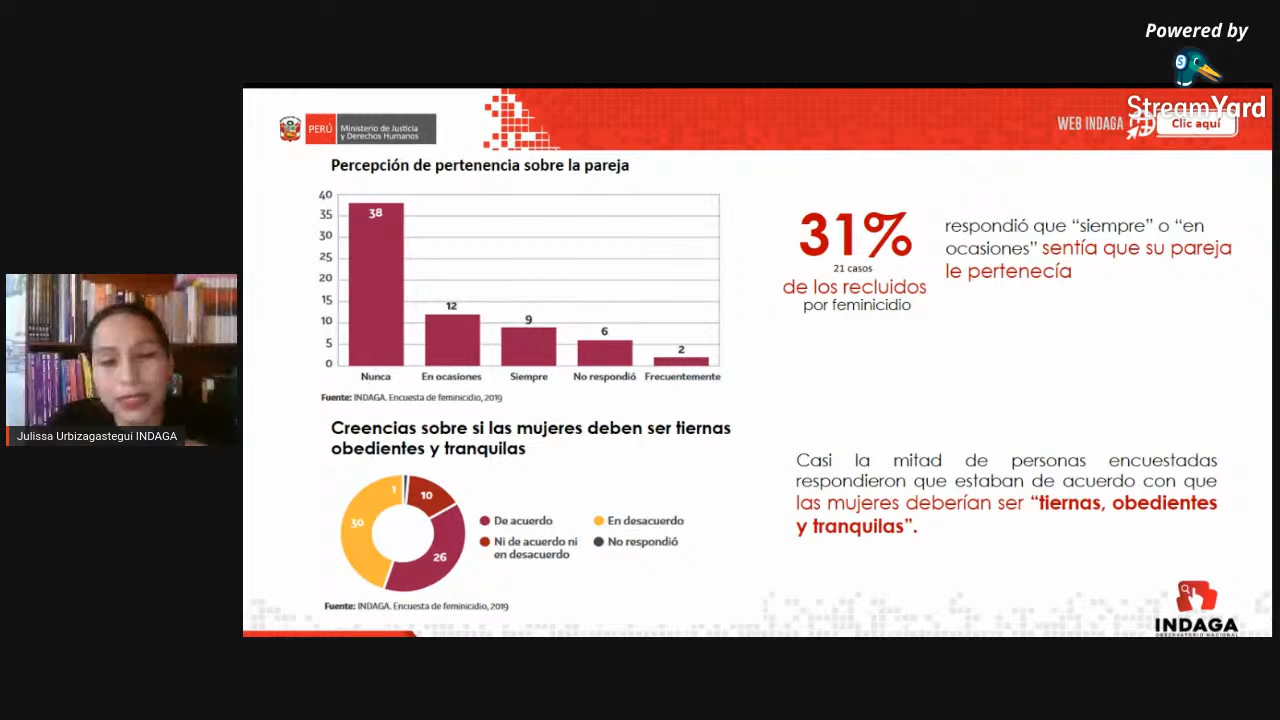 Powered by
StreamYard
PERÚ
Ministerio de Justicia
y Derechos Humanos
WEB INDAGA
Clic aquí
Percepción de pertenencia sobre la pareja
40
35
30
25
20
15
10
5
0
38
12
9
6
2
Nunca
En ocasiones
Siempre
No respondió
Frecuentemente
Fuente: INDAGA. Encuesta de feminicidio, 2019
31%
21 casos
de los recluidos
por feminicidio
respondió que “siempre” o “en
ocasiones” sentía que su pareja
le pertenecía
Julissa Urbizagastegui INDAGA
Creencias sobre si las mujeres deben ser tiernas
obedientes y tranquilas
1
10
30
26
De acuerdo
En desacuerdo
Ni de acuerdo ni
en desacuerdo
No respondió
Fuente: INDAGA. Encuesta de feminicidio, 2019
Casi la mitad de personas encuestadas
respondieron que estaban de acuerdo con que
las mujeres deberían ser “tiernas, obedientes
y tranquilas”.
INDAGA
OBSERVATORIO NACIONAL